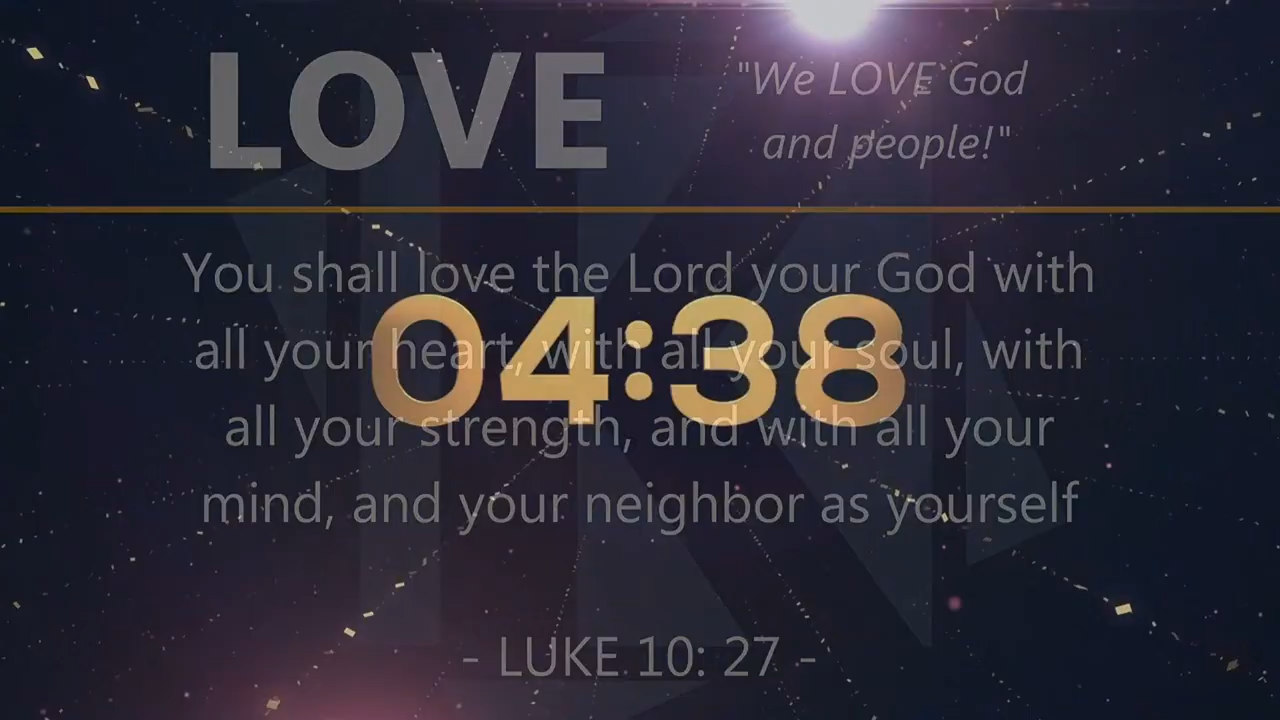 LOVE
"We LOVE God
and people!"
You shall love the Lord your God with
04:38
all your heart, with all your soul, with
all your strength, and with all your
mind, and your neighbor as yourself
- LUKE 10: 27 -